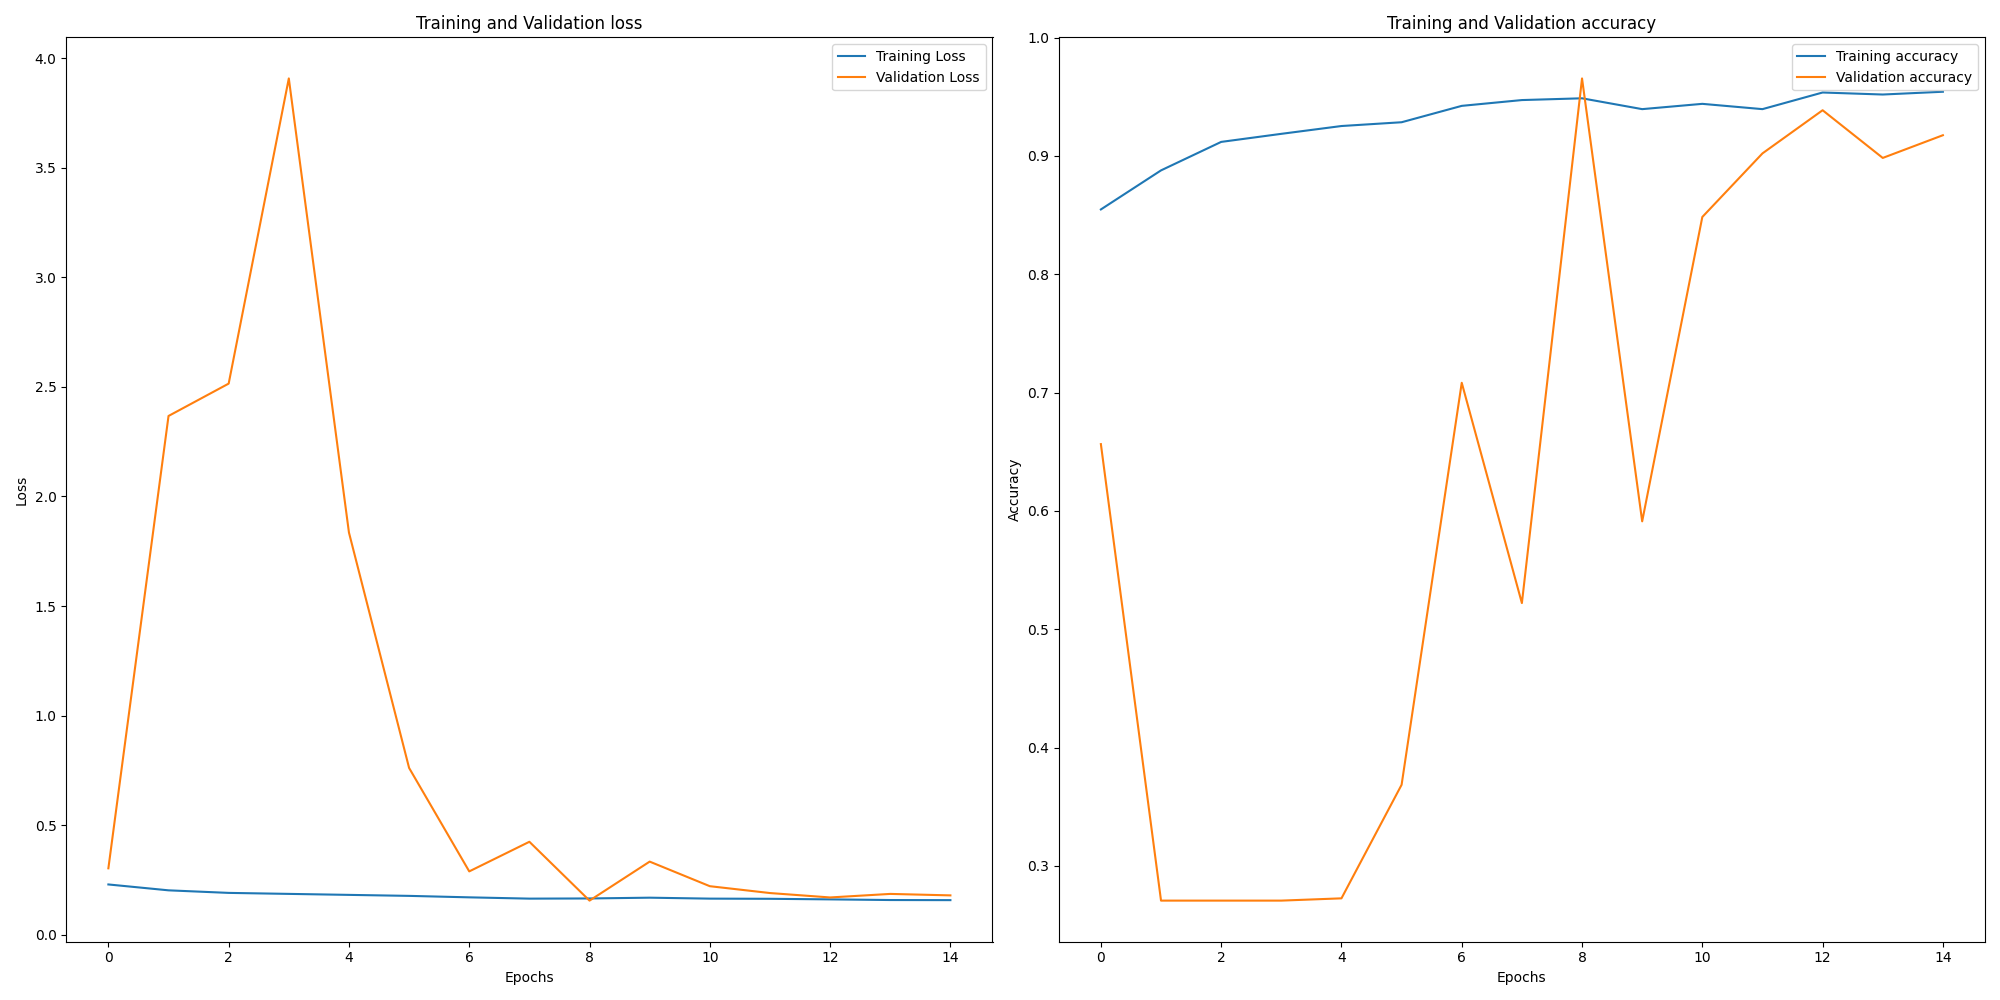 Training and Validation loss
Training Loss
Validation Loss
4.0
3.5
3.0
2.5
2.0
1.5
1.0
0.5
0.0
Loss
0 2 4 6 8 10 12 14
Epochs
Training and Validation accuracy
Training accuracy
Validation accuracy
1.0
0.9
0.8
0.7
0.6
0.5
0.4
0.3
Accuracy
0 2 4 6 8 10 12 14
Epochs